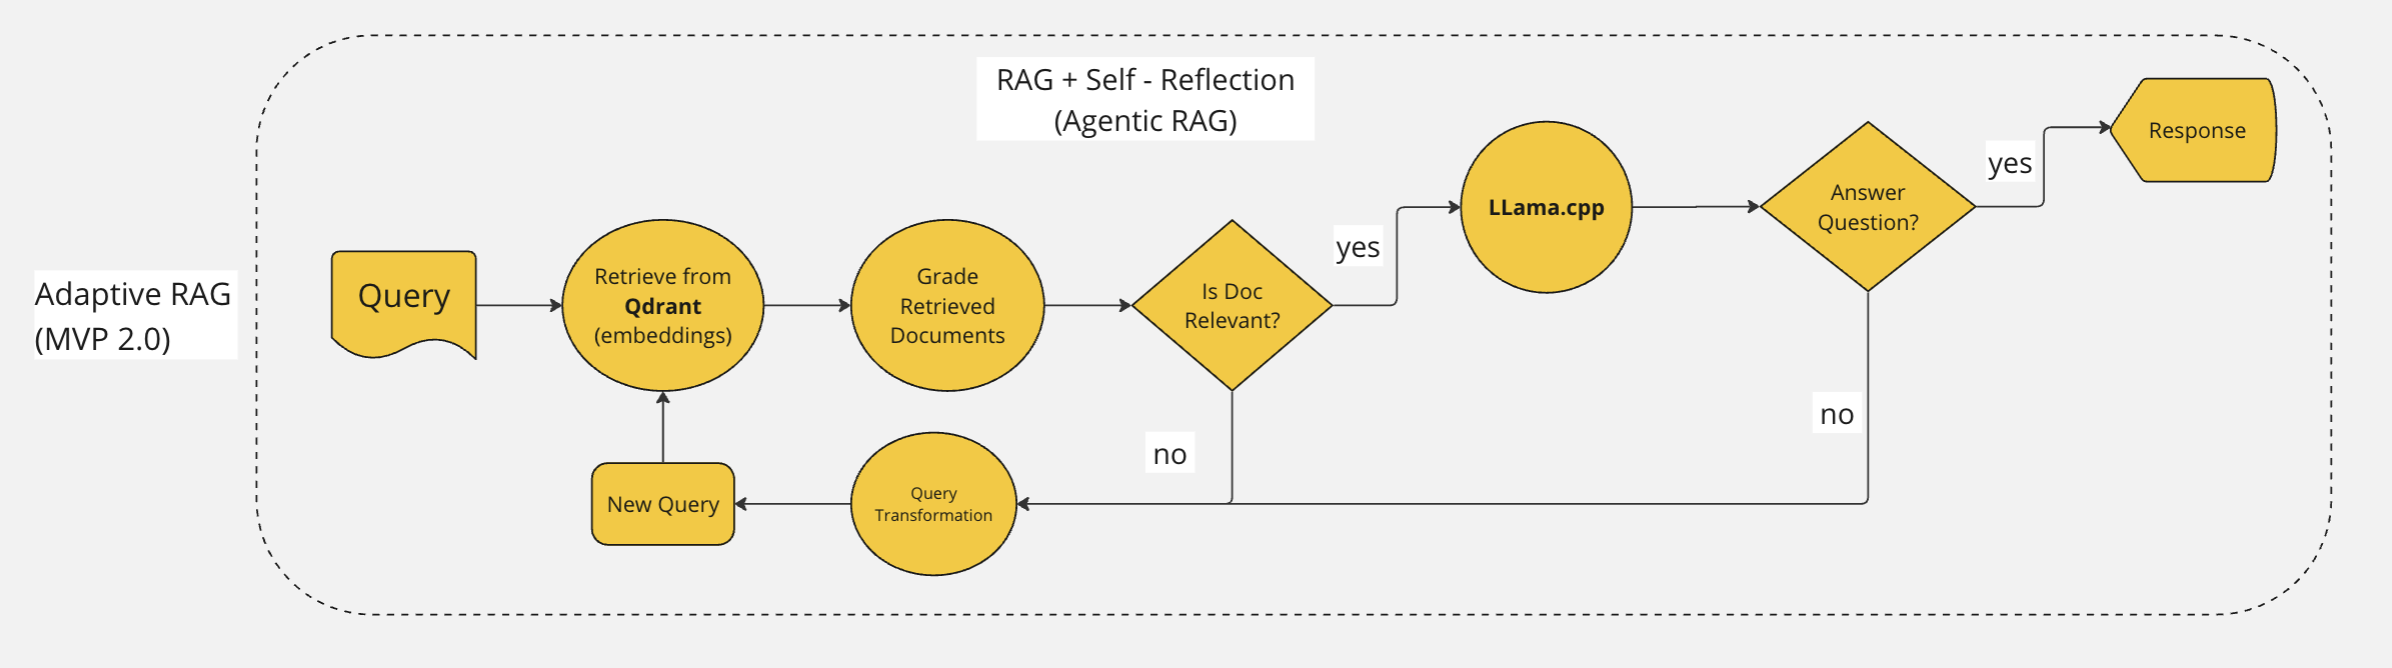 Adaptive RAG
(MVP 2.0)
RAG + Self - Reflection
(Agentic RAG)
Query
Retrieve from
Qdrant
(embeddings)
Grade
Retrieved
Documents
Is Doc
Relevant?
yes
LLama.cpp
Answer
Question?
yes
Response
no
no
Query
Transformation
New Query